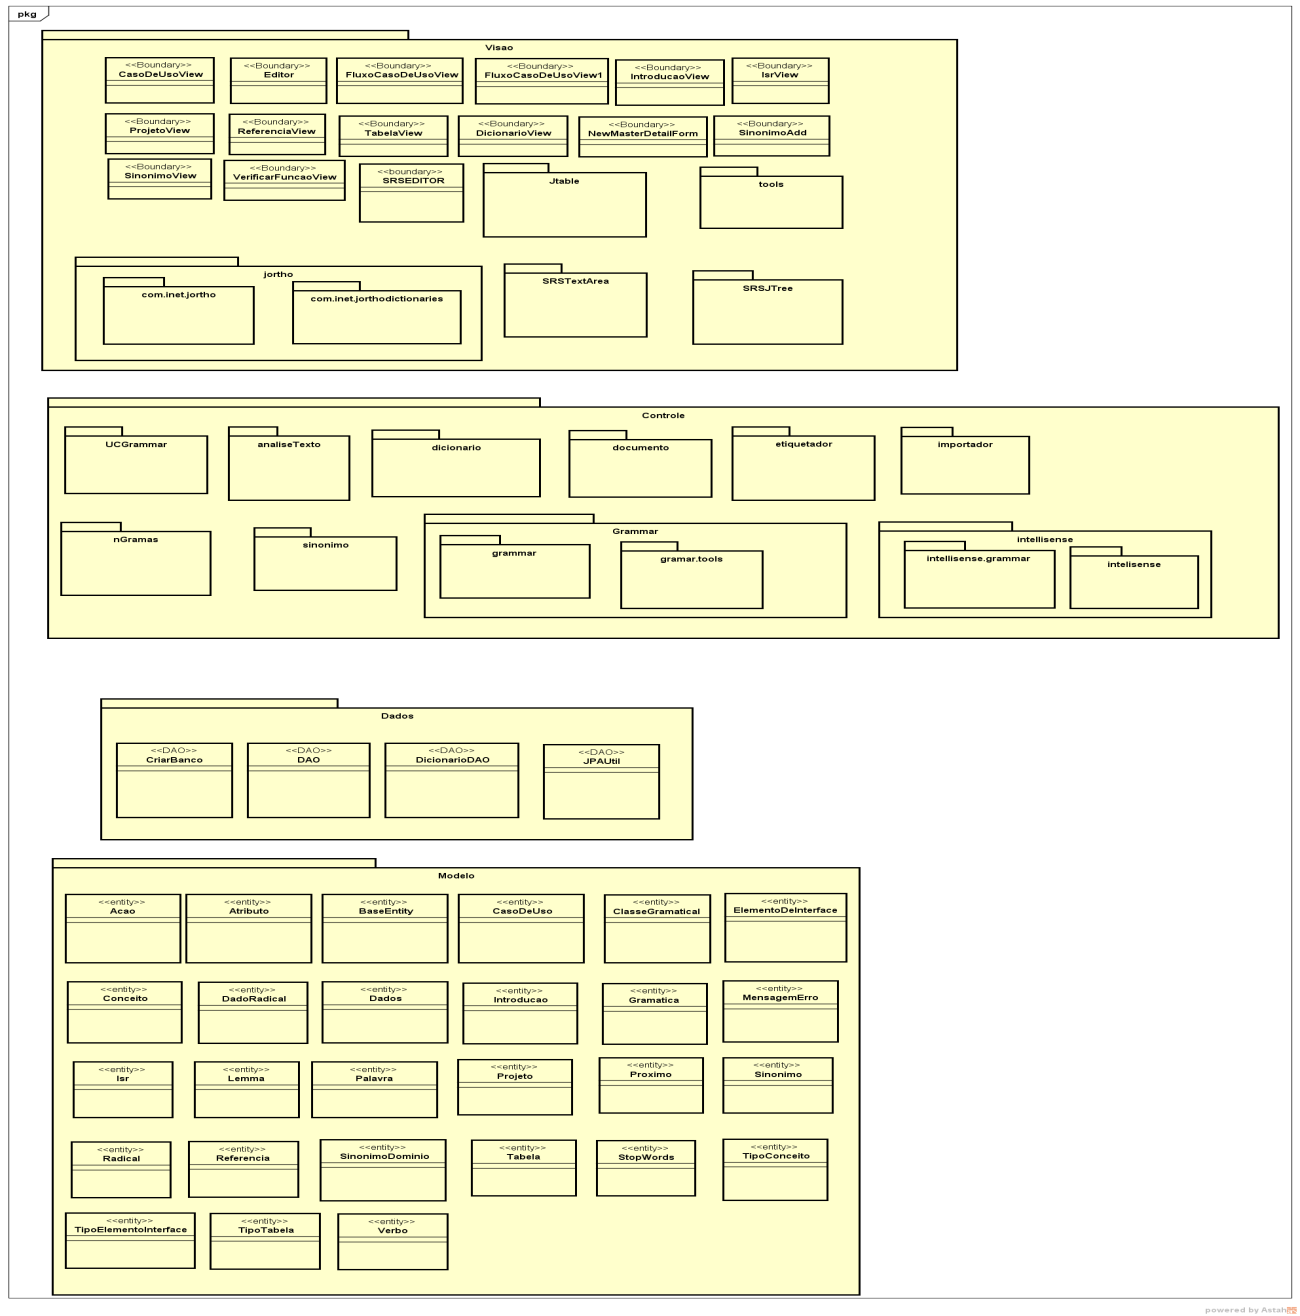 pkg
Visao
<<Boundary>>
CasoDeUsoView
<<Boundary>>
Editor
<<Boundary>>
FluxoCasoDeUsoView
<<Boundary>>
FluxoCasoDeUsoView1
<<Boundary>>
IntroducaoView
<<Boundary>>
IsrView
<<Boundary>>
ProjetoView
<<Boundary>>
ReferenciaView
<<Boundary>>
TabelaView
<<Boundary>>
DicionarioView
<<Boundary>>
NewMasterDetailForm
<<Boundary>>
SinonimoAdd
<<Boundary>>
SinonimoView
<<Boundary>>
VerificarFuncaoView
<<boundary>>
SRSEDITOR
Jtable
tools
jortho
com.inet.jortho
com.inet.jorthodictionaries
SRSTextArea
SRSJTree
Controle
UCGrammar
analiseTexto
dicionario
documento
etiquetador
importador
nGramas
sinonimo
Grammar
grammar
gramar.tools
intellisense
intellisense.grammar
intelisense
Dados
<<DAO>>
CriarBanco
<<DAO>>
DAO
<<DAO>>
DicionarioDAO
<<DAO>>
JPAUtil
Modelo
<<entity>>
Acao
<<entity>>
Atributo
<<entity>>
BaseEntity
<<entity>>
CasoDeUso
<<entity>>
ClasseGramatical
<<entity>>
ElementoDeInterface
<<entity>>
Conceito
<<entity>>
DadoRadical
<<entity>>
Dados
<<entity>>
Introducao
<<entity>>
Gramatica
<<entity>>
MensagemErro
<<entity>>
Isr
<<entity>>
Lemma
<<entity>>
Palavra
<<entity>>
Projeto
<<entity>>
Proximo
<<entity>>
Sinonimo
<<entity>>
Radical
<<entity>>
Referencia
<<entity>>
SinonimoDominio
<<entity>>
Tabela
<<entity>>
StopWords
<<entity>>
TipoConceito
<<entity>>
TipoElementoInterface
<<entity>>
TipoTabela
<<entity>>
Verbo
powered by Astah